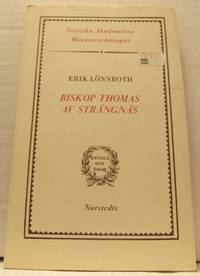 Svenska Akademiens
Minnesteckningar
ERIK LÖNNROTH
BISKOP THOMAS
AV STRÄNGNÄS
SNILLE
OCH
SMAK
Norstedts